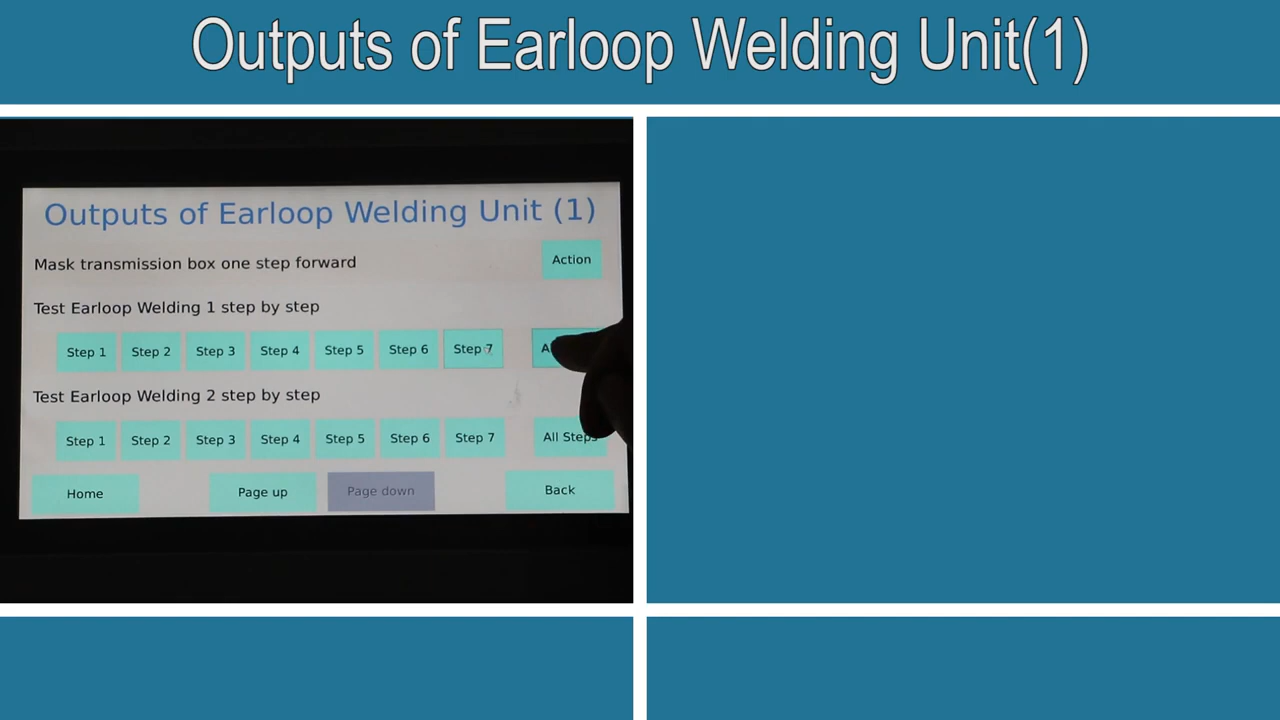 Outputs of Earloop Welding Unit(1)
Outputs of Earloop Welding Unit (1)
Mask transmission box one step forward
Action
Test Earloop Welding 1 step by step
Step 1 Step 2 Step 3 Step 4 Step 5 Step 6 Step 7
Test Earloop Welding 2 step by step
Step 1 Step 2 Step 3 Step 4 Step 5 Step 6 Step 7 All Steps
Home Page up Page down Back